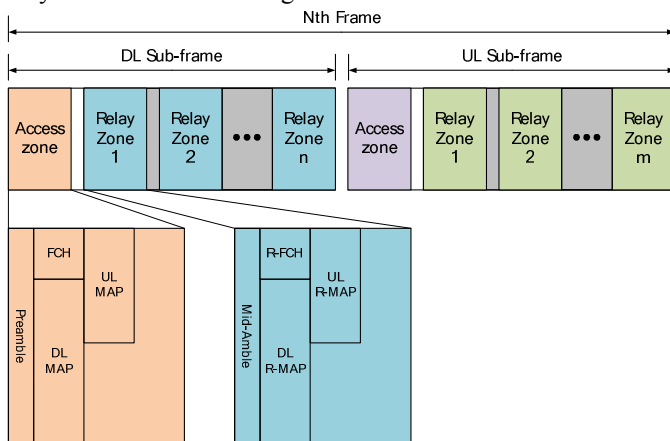 Nth Frame
DL Sub-frame
UL Sub-frame
Access
zone
Relay
Zone
1
Relay
Zone
2
•••
Relay
Zone
n
Access
zone
Relay
Zone
1
Relay
Zone
2
•••
Relay
Zone
m
Preamble
FCH
DL
MAP
UL
MAP
Mid-Amble
R-FCH
DL
R-MAP
UL
R-MAP